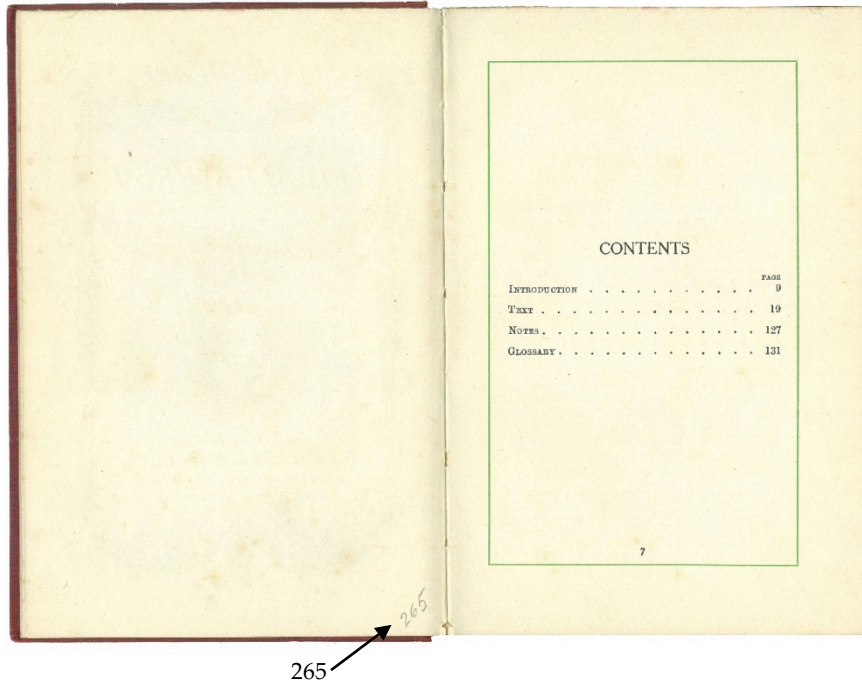 CONTENTS
PAGE
INTRODUCTION . . . . . . . . . . . 9
TEXT . . . . . . . . . . . . . 19
NOTES . . . . . . . . . . . . . 127
GLOSSARY . . . . . . . . . . . . 131
7
265
265